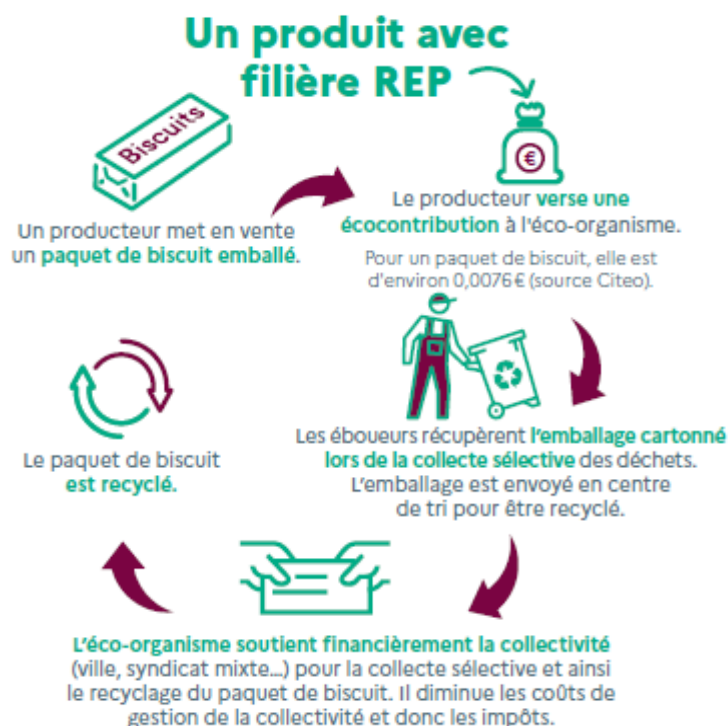 Un produit avec
filière REP
Biscuits
€
Un producteur met en vente
un paquet de biscuit emballé.
Le producteur verse une
écocontribution à l'éco-organisme.
Pour un paquet de biscuit, elle est
d'environ 0,0076 € (source Citeo).
Les éboueurs récupèrent l'emballage cartonné
lors de la collecte sélective des déchets.
L'emballage est envoyé en centre
de tri pour être recyclé.
L'éco-organisme soutient financièrement la collectivité
(ville, syndicat mixte...) pour la collecte sélective et ainsi
le recyclage du paquet de biscuit. Il diminue les coûts de
gestion de la collectivité et donc les impôts.
Le paquet de biscuit
est recyclé.